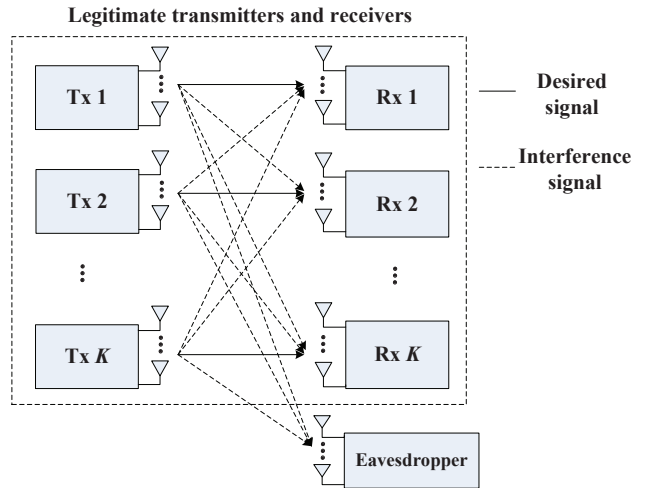 Legitimate transmitters and receivers
Tx 1
Rx 1
Desired
signal
Tx 2
Rx 2
Interference
signal
Tx K
Rx K
Eavesdropper